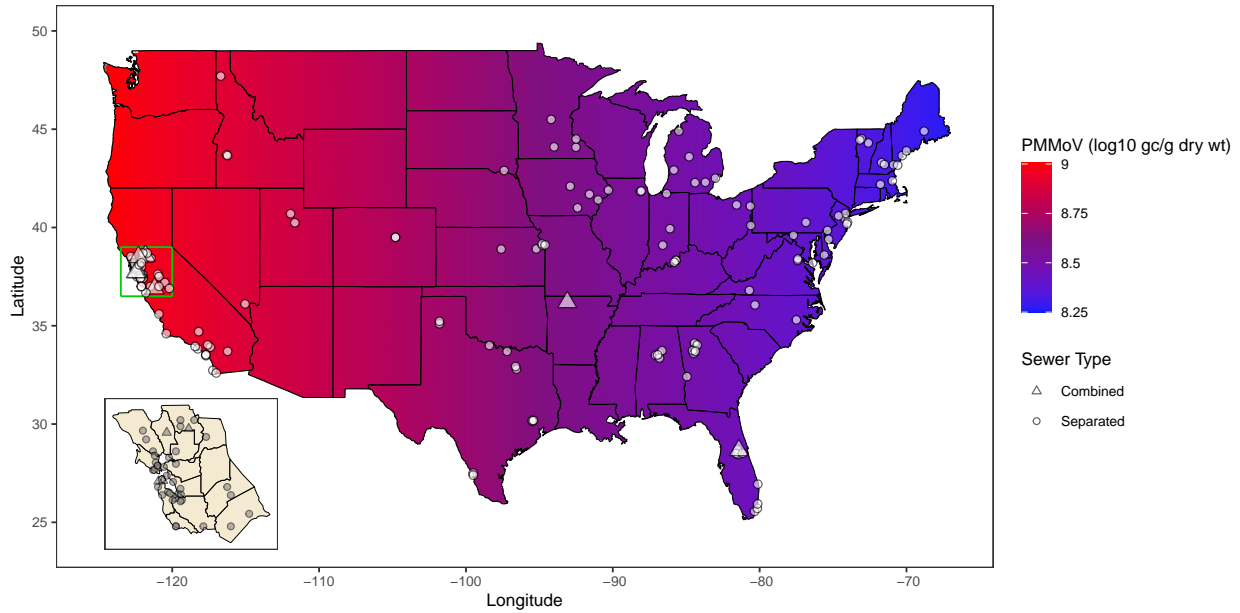 50
45
40
35
30
25
Latitude
−120
−110
−100
−90
−80
−70
Longitude
PMMoV (log10 gc/g dry wt)
9
8.75
8.5
8.25
Sewer Type
Combined
Separated